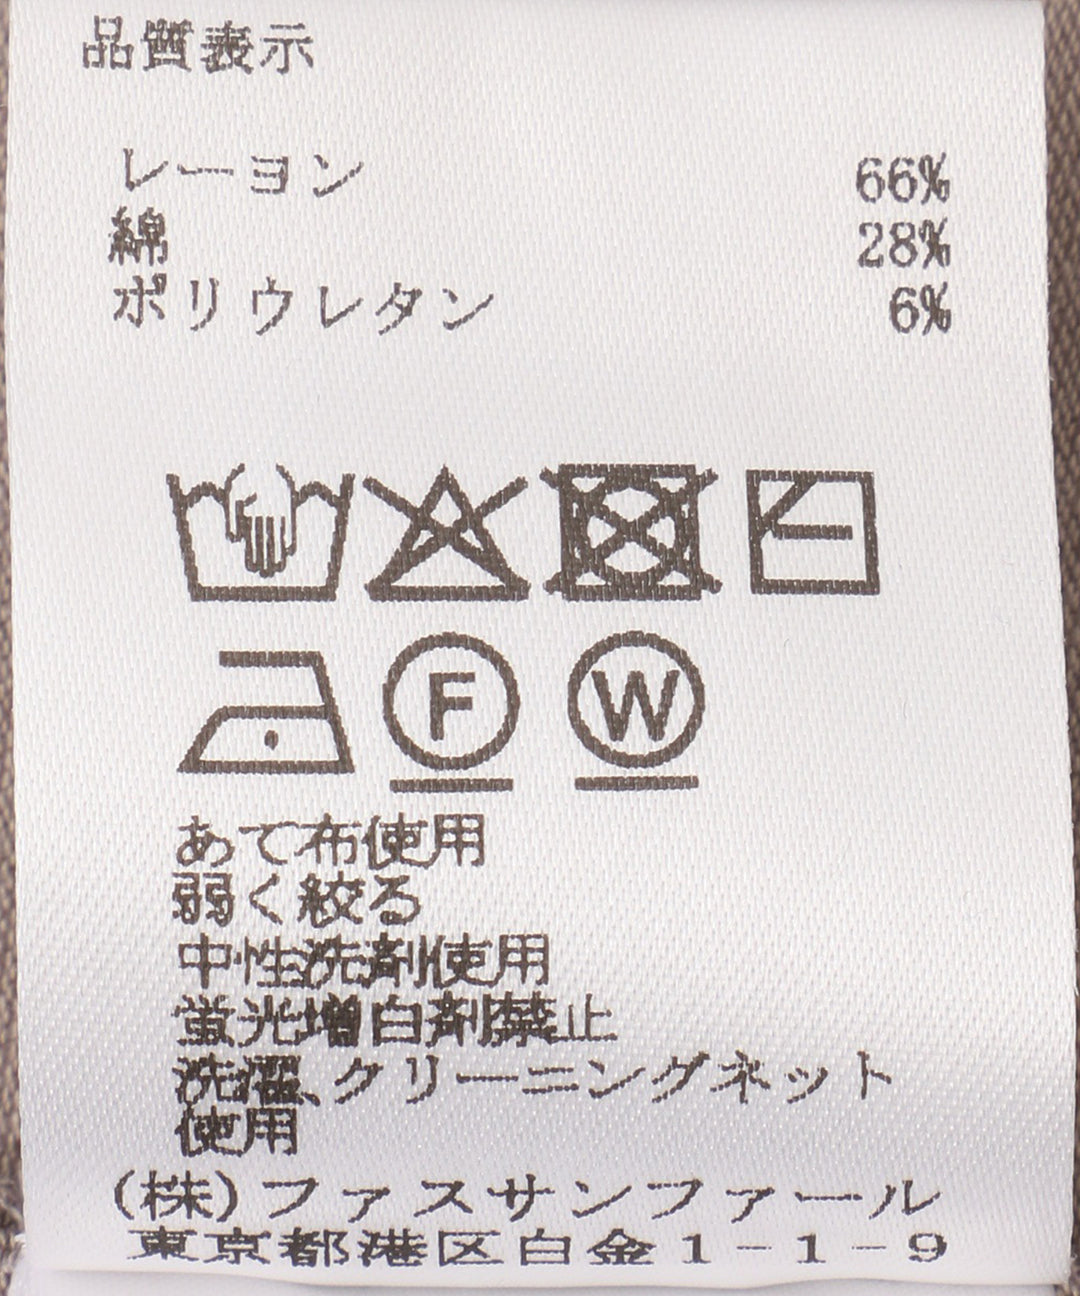 品質表示
レーヨン 66%
綿 28%
ポリウレタン 6%
F W
あて布使用
弱く絞る
中性洗剤使用
蛍光増白剤禁止
洗濯、クリーニングネット
使用
(株)ファスサンファール
東京都港区白金1-1-9